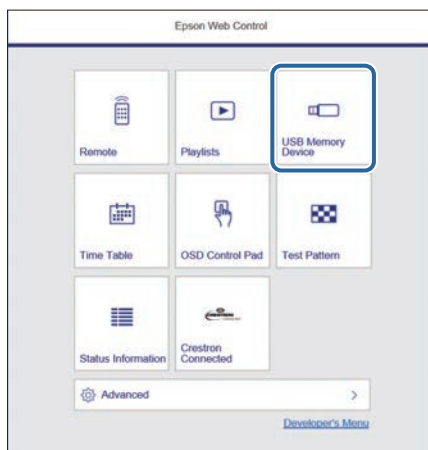 Epson Web Control
Remote
Playlists
USB Memory
Device
Time Table
OSD Control Pad
Test Pattern
Status Information
Crestron
Connected
Advanced
Developer's Menu